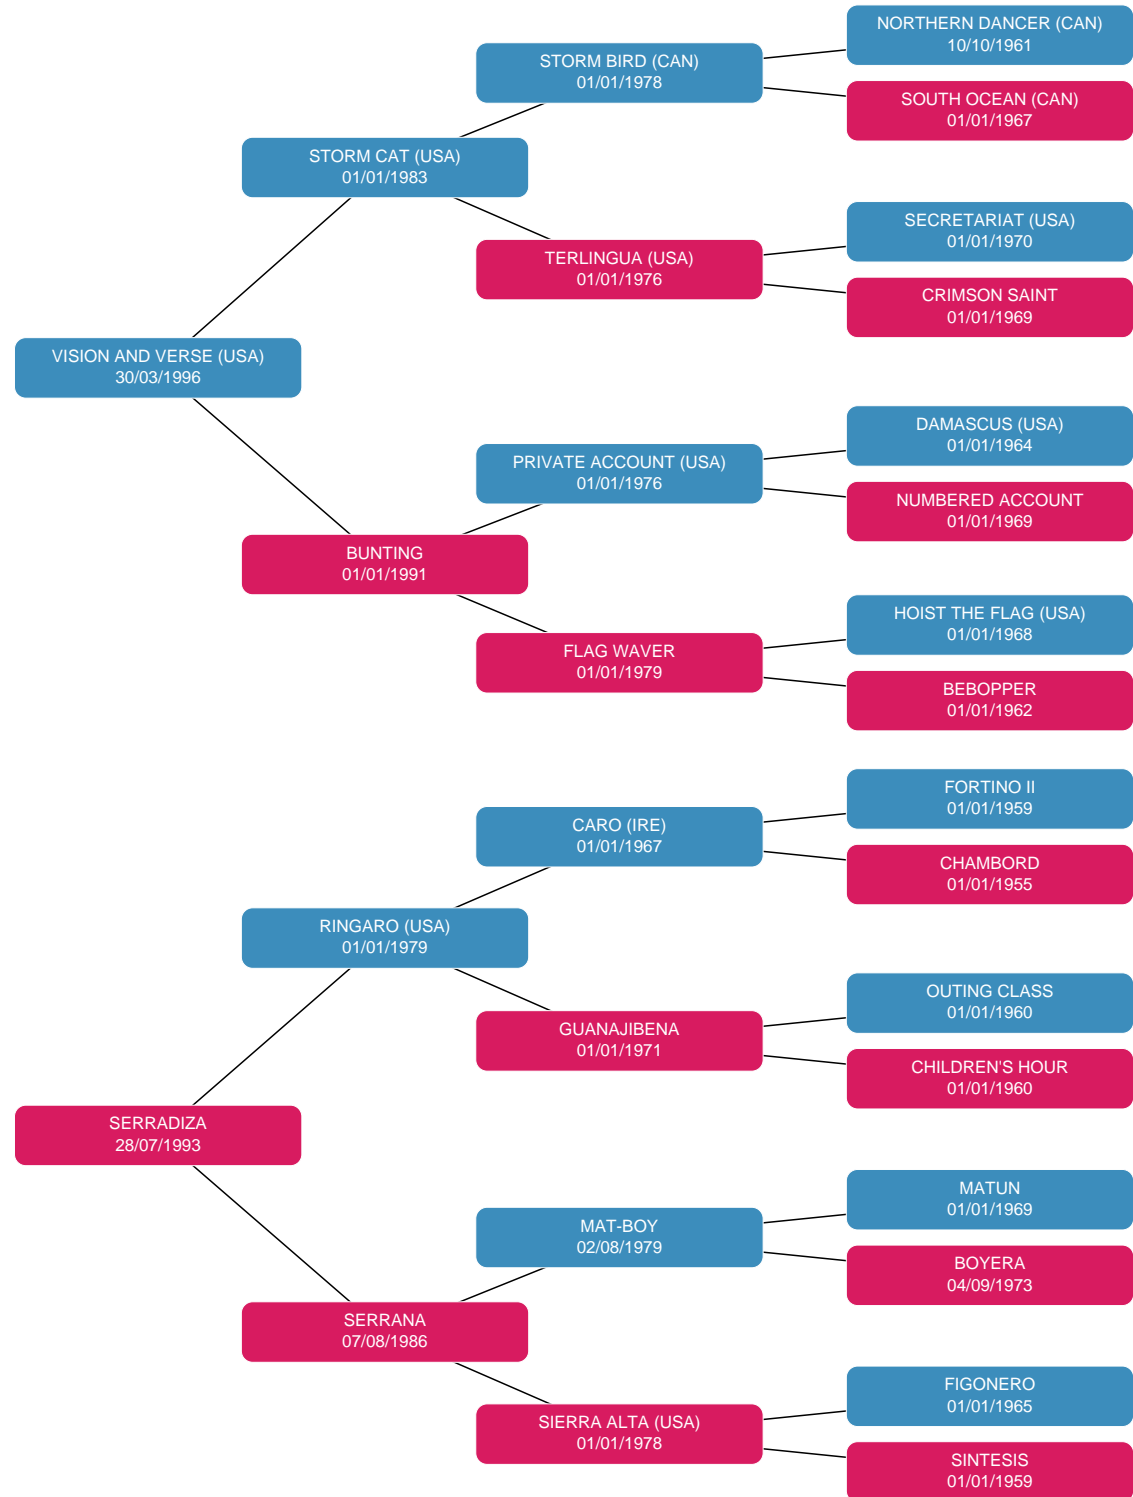 NORTHERN DANCER (CAN)
10/10/1961
STORM BIRD (CAN)
01/01/1978
SOUTH OCEAN (CAN)
01/01/1967
STORM CAT (USA)
01/01/1983
SECRETARIAT (USA)
01/01/1970
TERLINGUA (USA)
01/01/1976
CRIMSON SAINT
01/01/1969
VISION AND VERSE (USA)
30/03/1996
DAMASCUS (USA)
01/01/1964
PRIVATE ACCOUNT (USA)
01/01/1976
NUMBERED ACCOUNT
01/01/1969
BUNTING
01/01/1991
HOIST THE FLAG (USA)
01/01/1968
FLAG WAVER
01/01/1979
BEBOPPER
01/01/1962
FORTINO II
01/01/1959
CARO (IRE)
01/01/1967
CHAMBORD
01/01/1955
RINGARO (USA)
01/01/1979
OUTING CLASS
01/01/1960
GUANAJIBENA
01/01/1971
CHILDREN'S HOUR
01/01/1960
SERRADIZA
28/07/1993
MATUN
01/01/1969
MAT-BOY
02/08/1979
BOYERA
04/09/1973
SERRANA
07/08/1986
FIGONERO
01/01/1965
SIERRA ALTA (USA)
01/01/1978
SINTESIS
01/01/1959